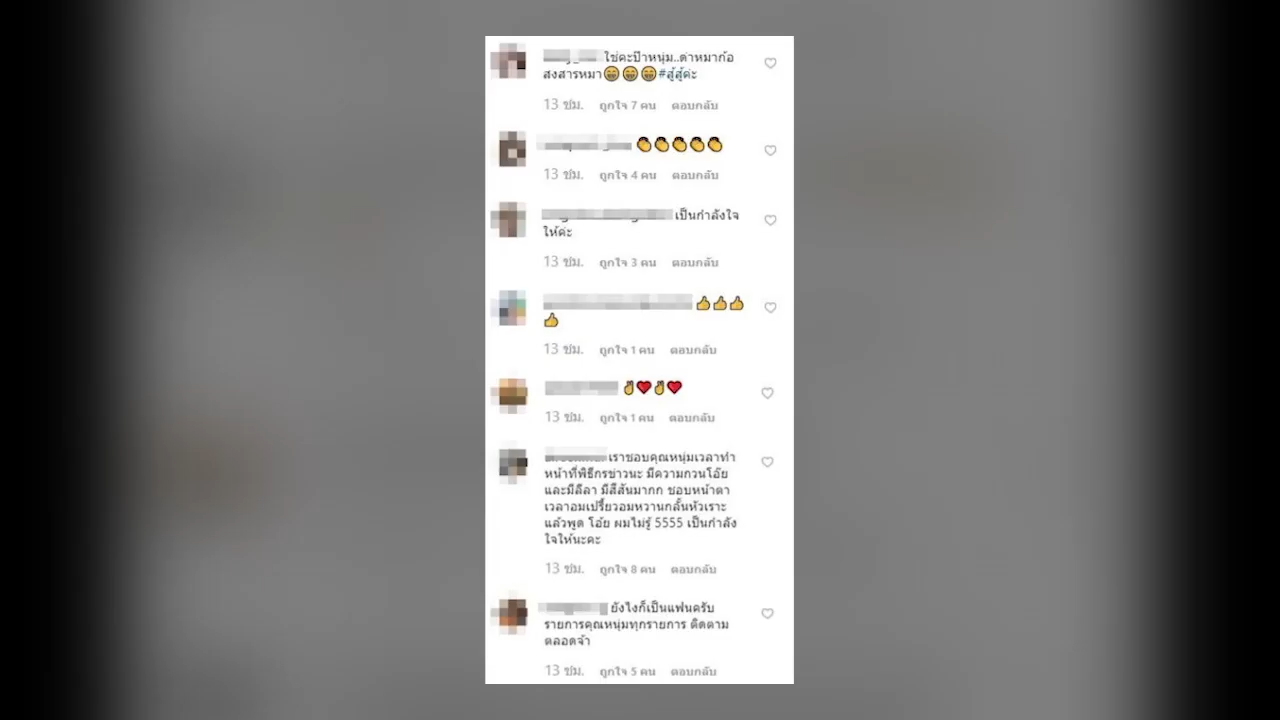 ใช่คะป๊าหนุ่ม..ด่าหมาก้อ
สงสารหมา😁😁😁#สู้สู้ค่ะ
13 ชม. ถูกใจ 7 คน ตอบกลับ
👏👏👏👏👏
13 ชม. ถูกใจ 4 คน ตอบกลับ
เป็นกำลังใจ
ให้ค่ะ
13 ชม. ถูกใจ 3 คน ตอบกลับ
👍👍👍
👍
13 ชม. ถูกใจ 1 คน ตอบกลับ
✌️❤️✌️❤️
13 ชม. ถูกใจ 1 คน ตอบกลับ
เราชอบคุณหนุ่มเวลาทำ
หน้าที่พิธีกรข่าวนะ มีความกวนโอ๊ย
และมีลีลา มีสีสันมากก ชอบหน้าตา
เวลาอมเปรี้ยวอมหวานกลั้นหัวเราะ
แล้วพูด โอ้ย ผมไม่รู้ 5555 เป็นกำลัง
ใจให้นะคะ
13 ชม. ถูกใจ 8 คน ตอบกลับ
ยังไงก็เป็นแฟนครับ
รายการคุณหนุ่มทุกรายการ ติดตาม
ตลอดจ้า
13 ชม. ถูกใจ 5 คน ตอบกลับ